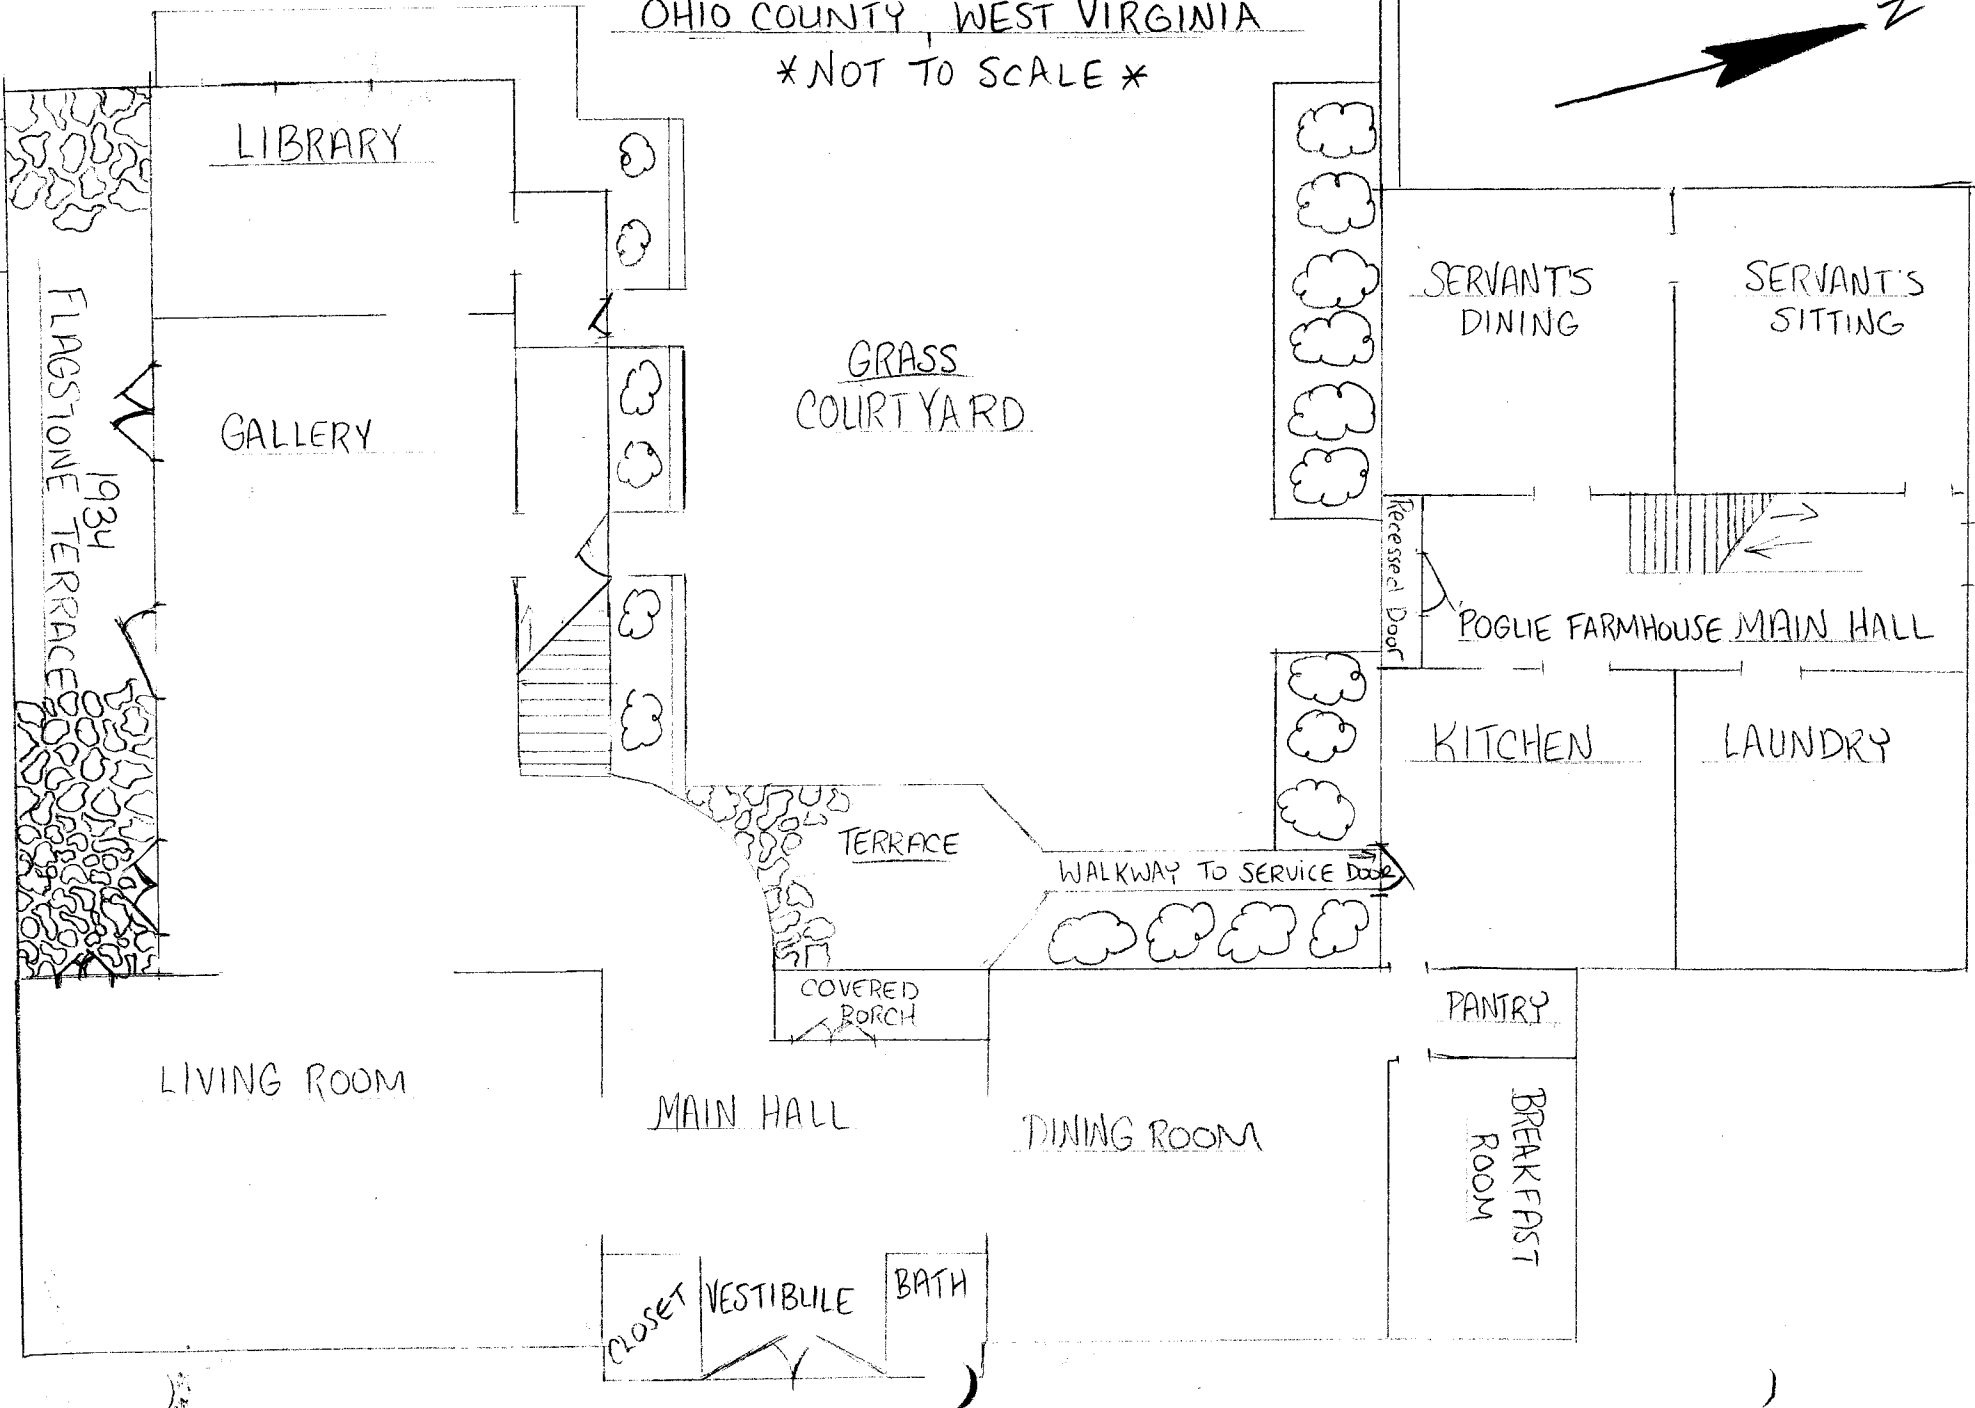 OHIO COUNTY, WEST VIRGINIA
*NOT TO SCALE*
N
LIBRARY
SERVANT'S
DINING
SERVANT'S
SITTING
FLAGSTONE TERRACE
1934
GALLERY
GRASS
COURTYARD
Recessed Door
POGUE FARMHOUSE MAIN HALL
KITCHEN
LAUNDRY
TERRACE
WALKWAY TO SERVICE DOOR
COVERED
PORCH
PANTRY
LIVING ROOM
MAIN HALL
DINING ROOM
BREAKFAST
ROOM
CLOSET
VESTIBULE
BATH